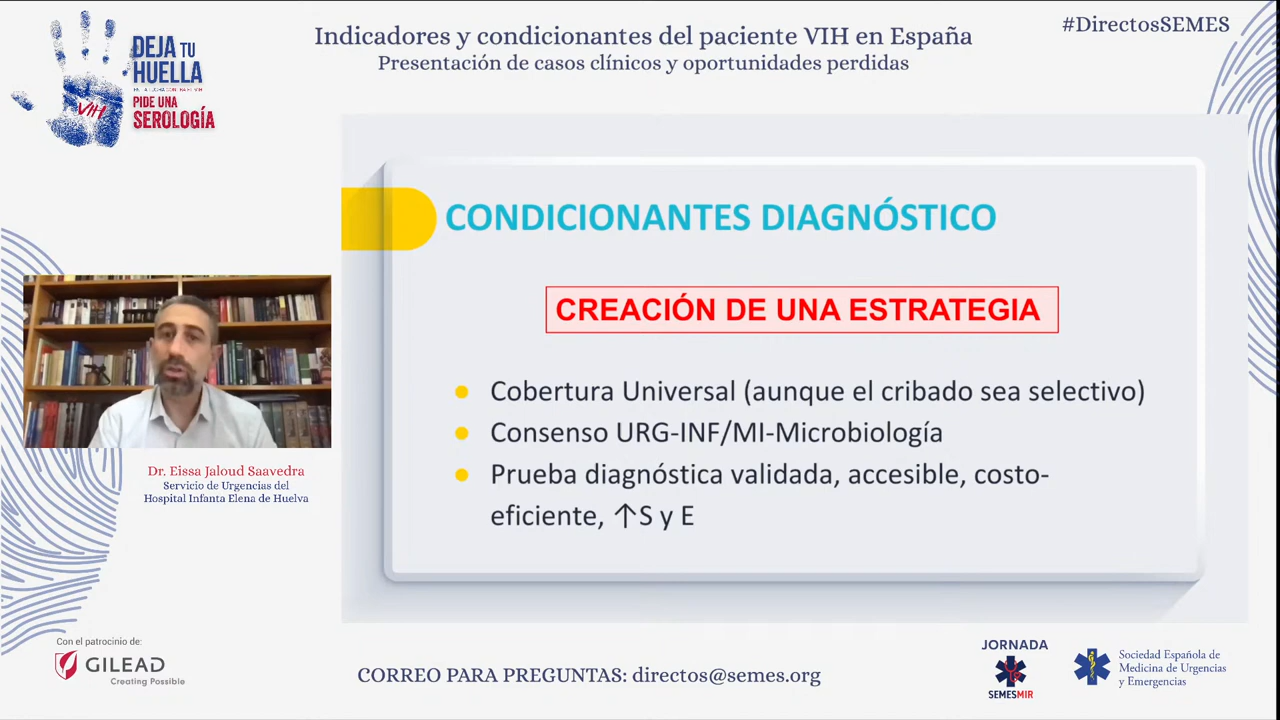 DEJA TU
HUELLA
VIH
PIDE UNA
SEROLOGÍA
Indicadores y condicionantes del paciente VIH en España
Presentación de casos clínicos y oportunidades perdidas
#DirectosSEMES
CONDICIONANTES DIAGNÓSTICO
CREACIÓN DE UNA ESTRATEGIA
Cobertura Universal (aunque el cribado sea selectivo)
Consenso URG-INF/MI-Microbiología
Prueba diagnóstica validada, accesible, costo-
eficiente, ↑S y E
Dr. Eissa Jaloud Saavedra
Servicio de Urgencias del
Hospital Infanta Elena de Huelva
Con el patrocinio de:
GILEAD
Creating Possible
CORREO PARA PREGUNTAS: directos@semes.org
JORNADA
SEMESMIR
Sociedad Española de
Medicina de Urgencias
y Emergencias